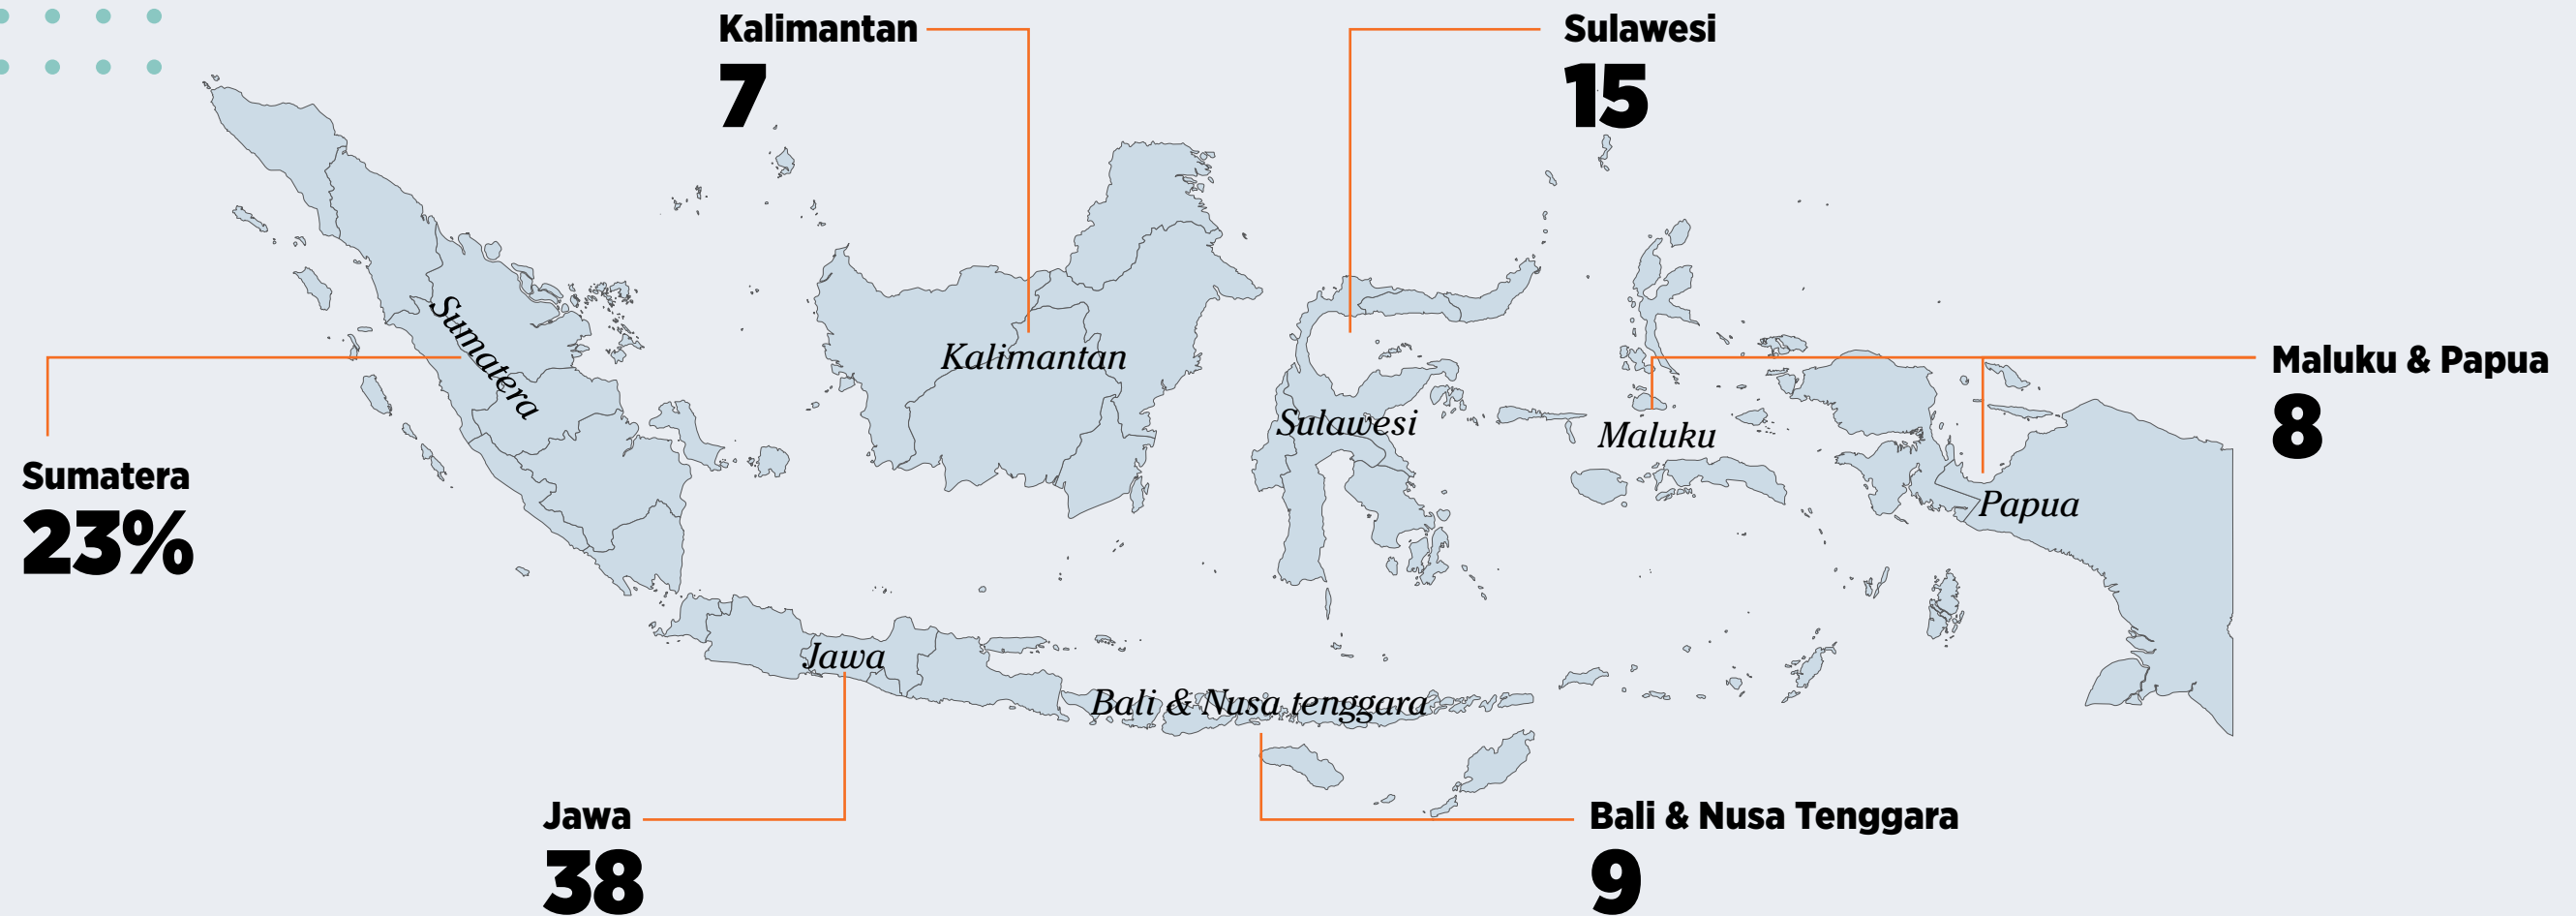 Kalimantan
7
Sulawesi
15
Sumatera
Kalimantan
Sulawesi
Maluku
Papua
Maluku & Papua
8
Sumatera
23%
Jawa
Bali & Nusa tenggara
Jawa
38
Bali & Nusa Tenggara
9